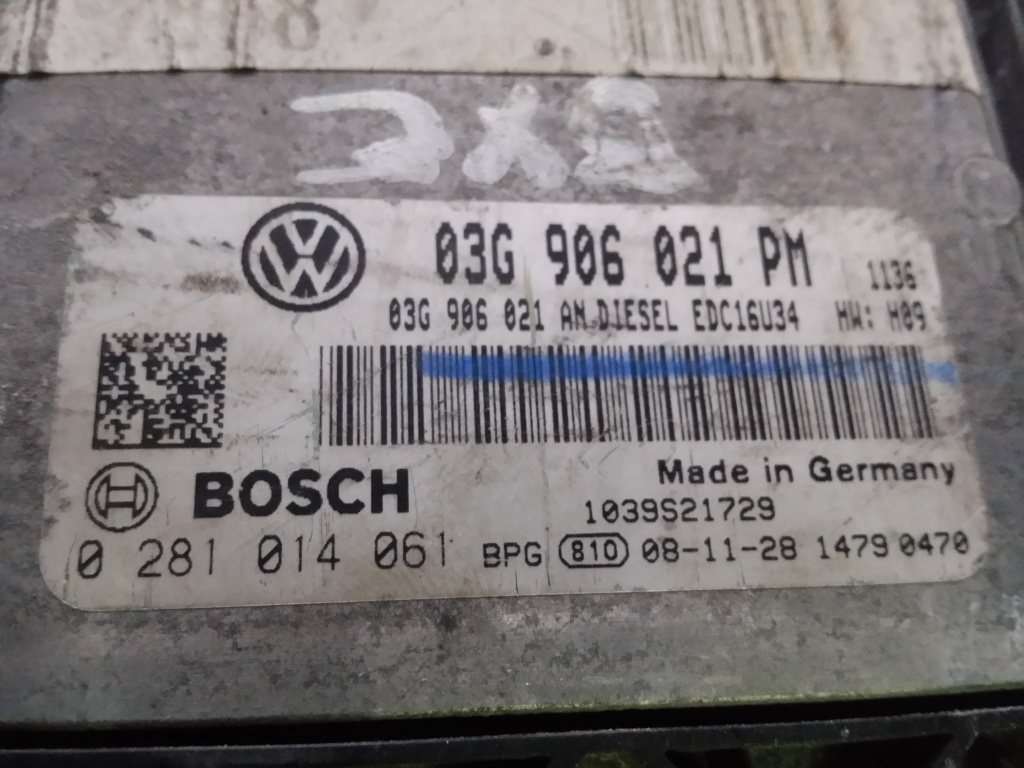 03G 906 021 PM 1136
03G 906 021 AN DIESEL EDC16U34 HW: H09
BOSCH
Made in Germany
1039S21729
0 281 014 061 BPG 810 08-11-28 1479 0470